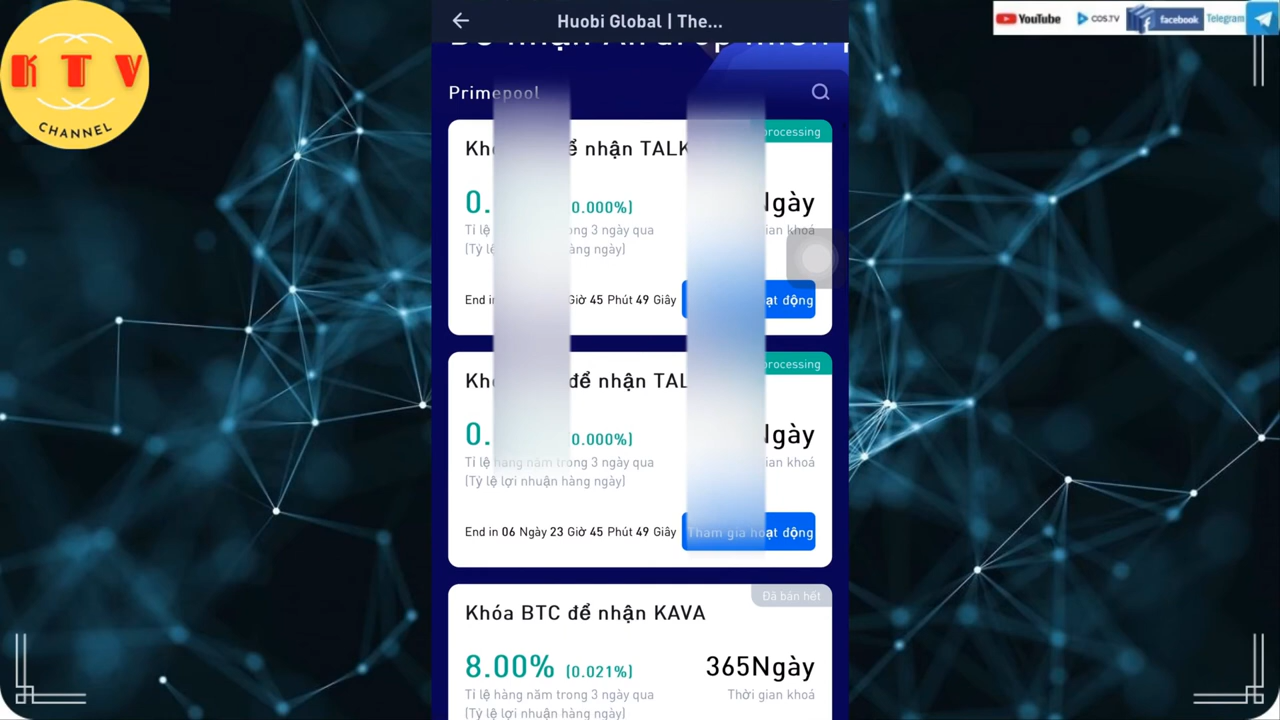 KTV
CHANNEL
YouTube
COS.TV
facebook
Telegram
Huobi Global | The...
Primepool
processing
để nhận TALK
0.
0.000%)
Ngày
Tỉ lệ
ong 3 ngày qua
ian khoá
(Tỷ lệ
hàng ngày)
End in
Giờ 45 Phút 49 Giây
ạt động
processing
để nhận TAL
0.
0.000%)
Ngày
Tỉ lệ hàng năm trong 3 ngày qua
ian khoá
(Tỷ lệ lợi nhuận hàng ngày)
End in 06 Ngày 23 Giờ 45 Phút 49 Giây
Tham gia hoạt động
Đã bán hết
Khóa BTC để nhận KAVA
8.00% (0.021%)
365Ngày
Tỉ lệ hàng năm trong 3 ngày qua
Thời gian khoá
(Tỷ lệ lợi nhuận hàng ngày)